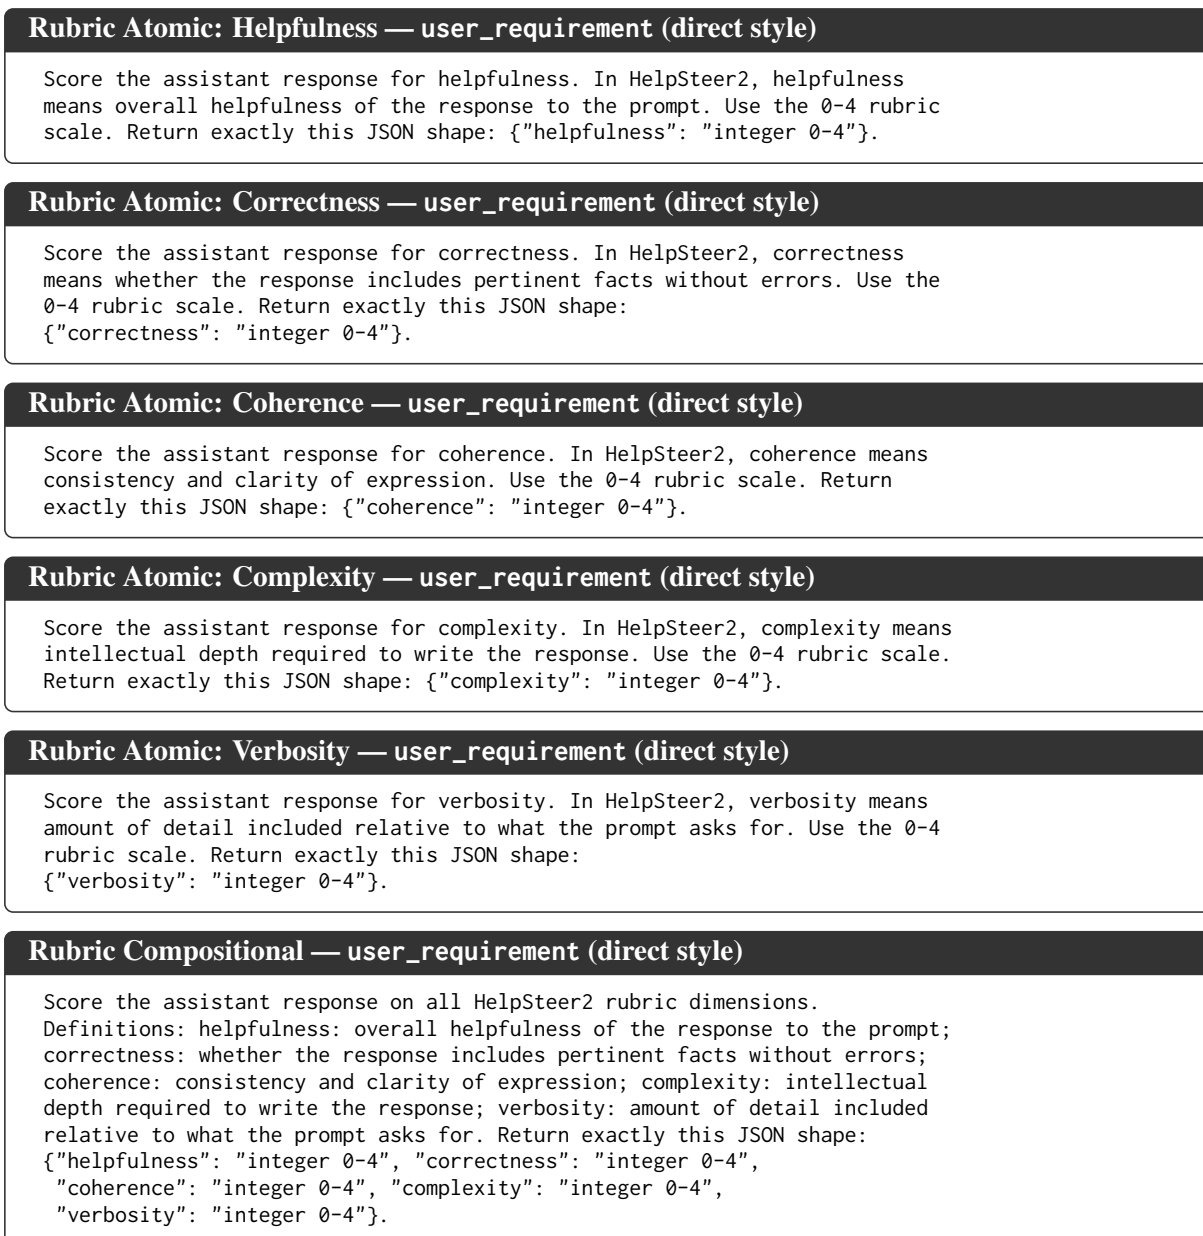 Rubric Atomic: Helpfulness — user_requirement (direct style)
Score the assistant response for helpfulness. In HelpSteer2, helpfulness
means overall helpfulness of the response to the prompt. Use the 0-4 rubric
scale. Return exactly this JSON shape: {"helpfulness": "integer 0-4"}.
Rubric Atomic: Correctness — user_requirement (direct style)
Score the assistant response for correctness. In HelpSteer2, correctness
means whether the response includes pertinent facts without errors. Use the
0-4 rubric scale. Return exactly this JSON shape:
{"correctness": "integer 0-4"}.
Rubric Atomic: Coherence — user_requirement (direct style)
Score the assistant response for coherence. In HelpSteer2, coherence means
consistency and clarity of expression. Use the 0-4 rubric scale. Return
exactly this JSON shape: {"coherence": "integer 0-4"}.
Rubric Atomic: Complexity — user_requirement (direct style)
Score the assistant response for complexity. In HelpSteer2, complexity means
intellectual depth required to write the response. Use the 0-4 rubric scale.
Return exactly this JSON shape: {"complexity": "integer 0-4"}.
Rubric Atomic: Verbosity — user_requirement (direct style)
Score the assistant response for verbosity. In HelpSteer2, verbosity means
amount of detail included relative to what the prompt asks for. Use the 0-4
rubric scale. Return exactly this JSON shape:
{"verbosity": "integer 0-4"}.
Rubric Compositional — user_requirement (direct style)
Score the assistant response on all HelpSteer2 rubric dimensions.
Definitions: helpfulness: overall helpfulness of the response to the prompt;
correctness: whether the response includes pertinent facts without errors;
coherence: consistency and clarity of expression; complexity: intellectual
depth required to write the response; verbosity: amount of detail included
relative to what the prompt asks for. Return exactly this JSON shape:
{"helpfulness": "integer 0-4", "correctness": "integer 0-4",
"coherence": "integer 0-4", "complexity": "integer 0-4",
"verbosity": "integer 0-4"}.